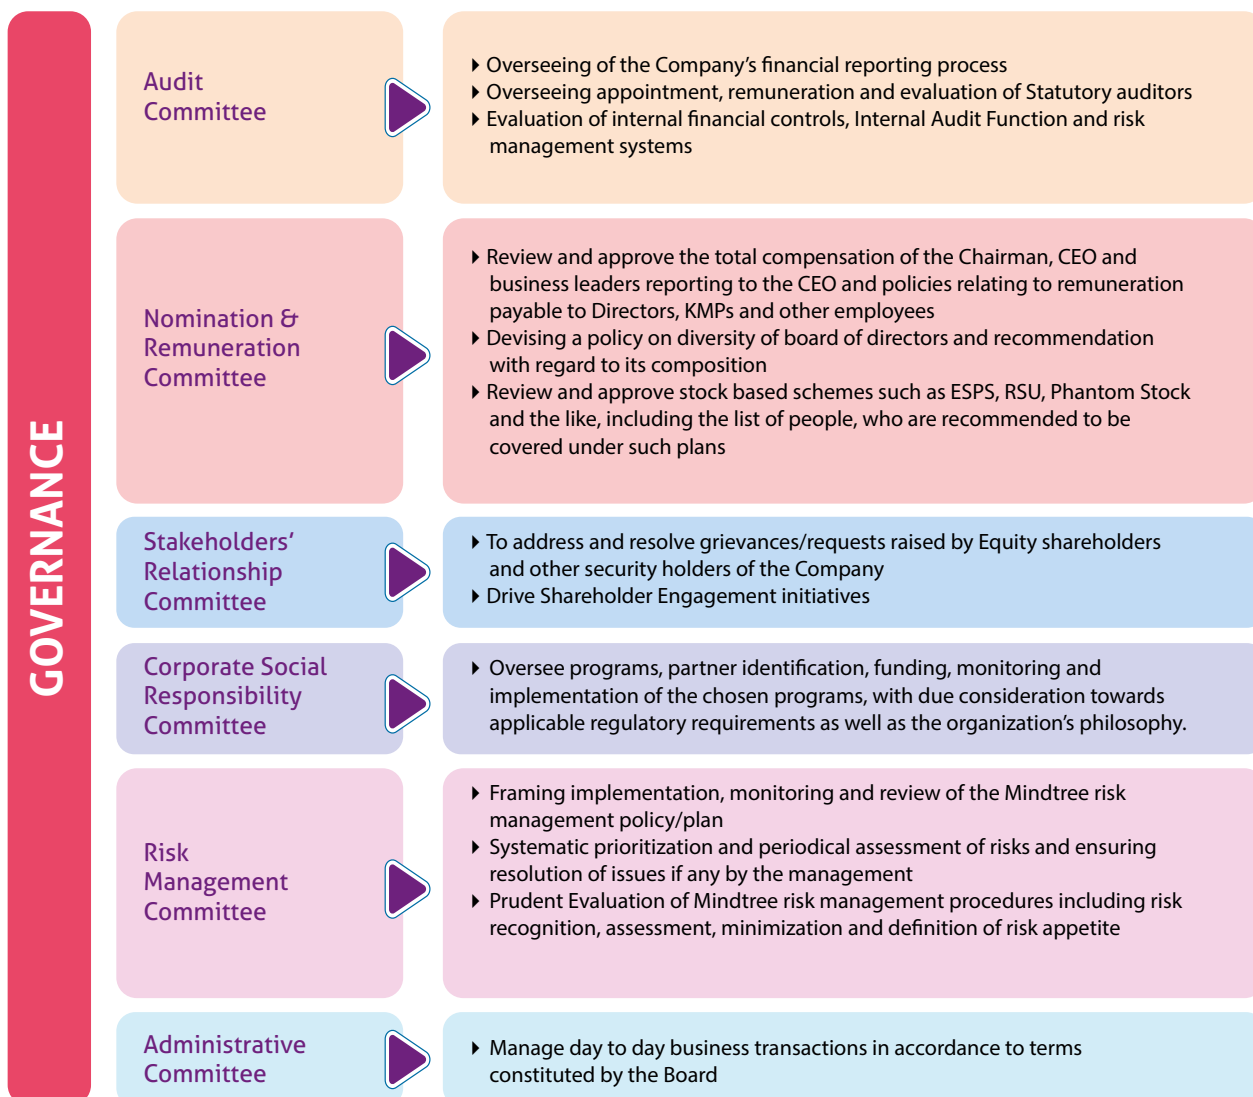 GOVERNANCE
Audit
Committee
▶ Overseeing of the Company's financial reporting process
▶ Overseeing appointment, remuneration and evaluation of Statutory auditors
▶ Evaluation of internal financial controls, Internal Audit Function and risk
management systems
Nomination &
Remuneration
Committee
▶ Review and approve the total compensation of the Chairman, CEO and
business leaders reporting to the CEO and policies relating to remuneration
payable to Directors, KMPs and other employees
▶ Devising a policy on diversity of board of directors and recommendation
with regard to its composition
▶ Review and approve stock based schemes such as ESPS, RSU, Phantom Stock
and the like, including the list of people, who are recommended to be
covered under such plans
Stakeholders'
Relationship
Committee
▶ To address and resolve grievances/requests raised by Equity shareholders
and other security holders of the Company
▶ Drive Shareholder Engagement initiatives
Corporate Social
Responsibility
Committee
▶ Oversee programs, partner identification, funding, monitoring and
implementation of the chosen programs, with due consideration towards
applicable regulatory requirements as well as the organization's philosophy.
Risk
Management
Committee
▶ Framing implementation, monitoring and review of the Mindtree risk
management policy/plan
▶ Systematic prioritization and periodical assessment of risks and ensuring
resolution of issues if any by the management
▶ Prudent Evaluation of Mindtree risk management procedures including risk
recognition, assessment, minimization and definition of risk appetite
Administrative
Committee
▶ Manage day to day business transactions in accordance to terms
constituted by the Board